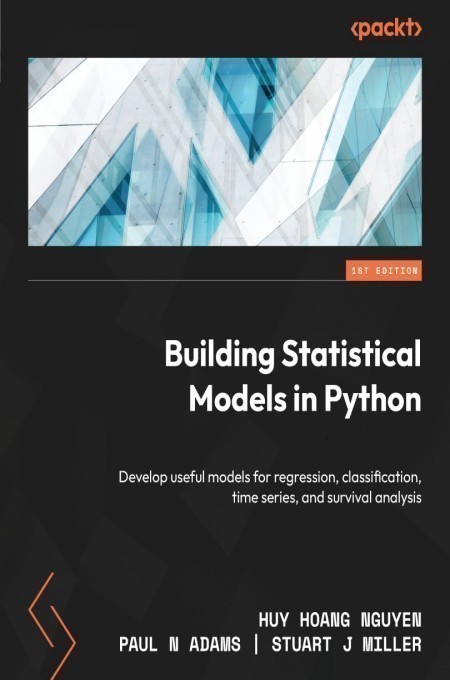 <packt>
1ST EDITION
Building Statistical
Models in Python
Develop useful models for regression, classification,
time series, and survival analysis
HUY HOANG NGUYEN
PAUL N ADAMS | STUART J MILLER